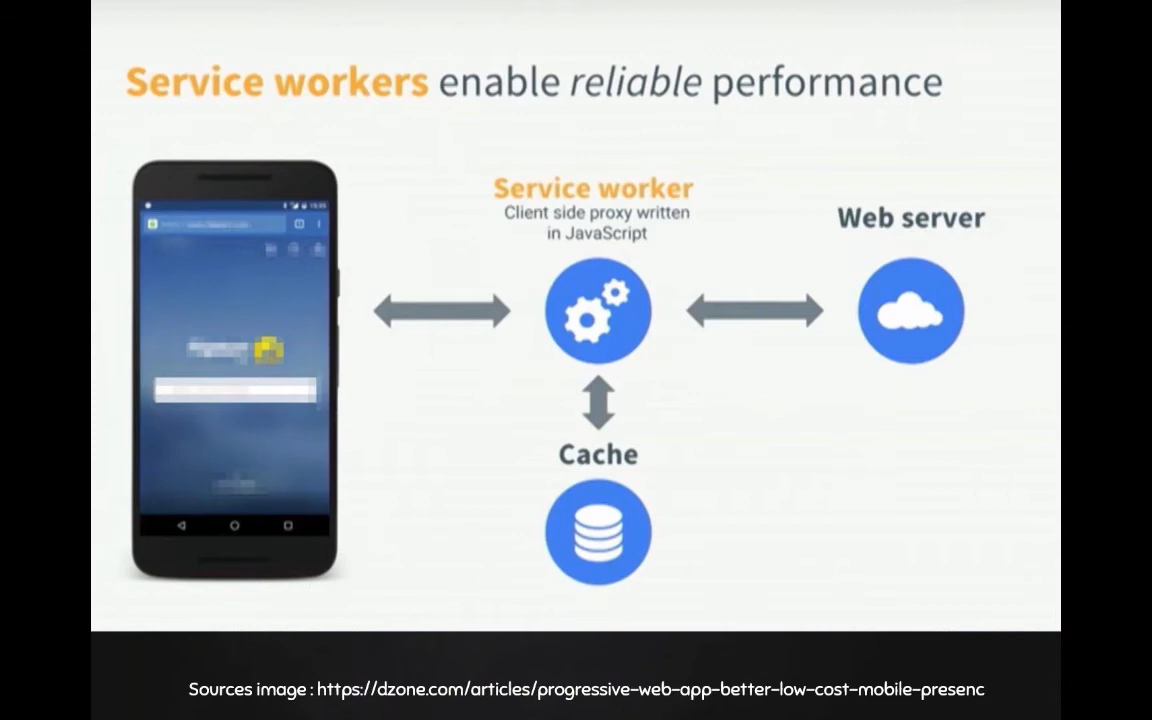 Service workers enable reliable performance
Service worker
Client side proxy written
in JavaScript
Web server
Cache
Sources image : https://dzone.com/articles/progressive-web-app-better-low-cost-mobile-presenc